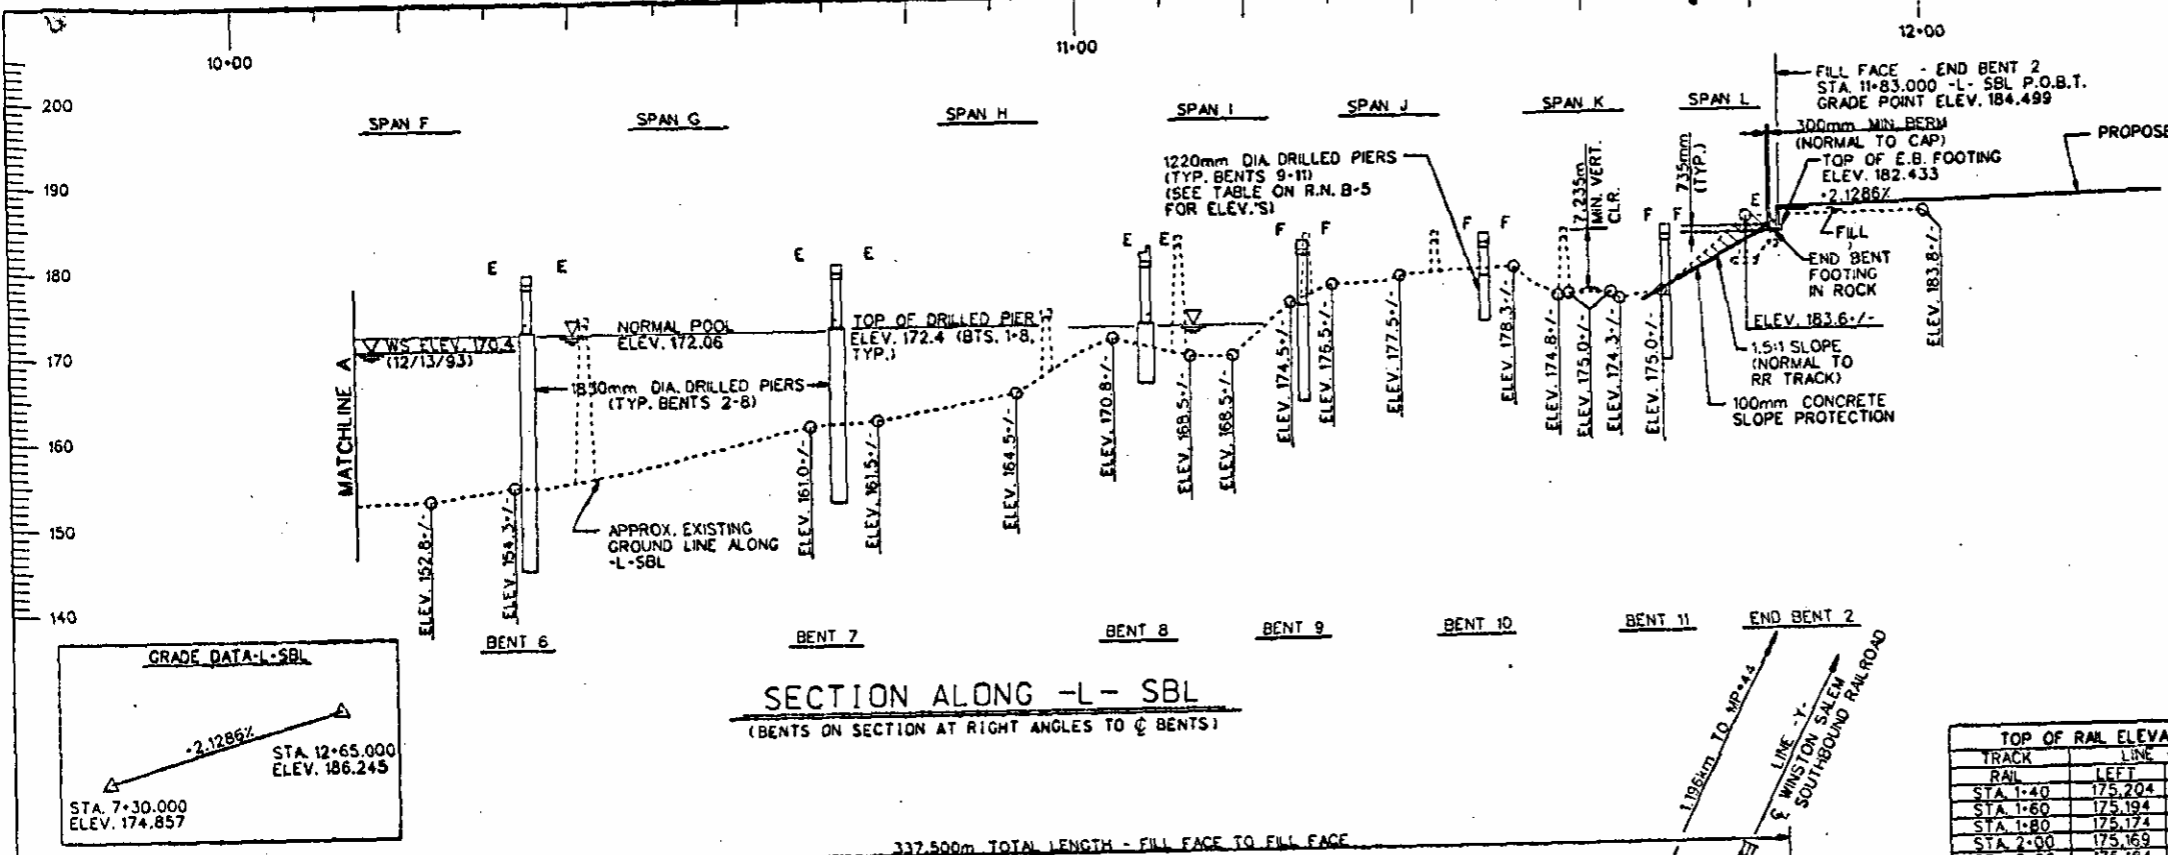 10+00
11+00
12+00
200
190
180
170
160
150
140
SPAN F
SPAN G
SPAN H
SPAN I
SPAN J
SPAN K
SPAN L
FILL FACE - END BENT 2
STA. 11+83.000 -L- SBL P.O.B.T.
GRADE POINT ELEV. 184.499
300mm MIN. BERM
(NORMAL TO CAP)
TOP OF E.B. FOOTING
ELEV. 182.433
+2.1286%
PROPOSE
1220mm DIA. DRILLED PIERS
(TYP. BENTS 9-11)
(SEE TABLE ON R.N. B-5
FOR ELEV.'S)
7.235m
MIN. VERT.
CLR.
735mm
(TYP.)
E
E
E
E
E
E
F
F
F
F
F
F
E
FILL
END BENT
FOOTING
IN ROCK
ELEV. 183.6+/-
ELEV. 183.8+/-
1.5:1 SLOPE
(NORMAL TO
RR TRACK)
100mm CONCRETE
SLOPE PROTECTION
MATCHLINE A
WS ELEV. 170.4
(12/13/93)
NORMAL POOL
ELEV. 172.06
TOP OF DRILLED PIER
ELEV. 172.4 (BTS. 1-8,
TYP.)
1830mm DIA. DRILLED PIERS
(TYP. BENTS 2-8)
APPROX. EXISTING
GROUND LINE ALONG
-L-SBL
ELEV. 152.8+/-
ELEV. 154.3+/-
ELEV. 161.0+/-
ELEV. 161.5+/-
ELEV. 164.5+/-
ELEV. 170.8+/-
ELEV. 168.5+/-
ELEV. 168.5+/-
ELEV. 174.5+/-
ELEV. 176.5+/-
ELEV. 177.5+/-
ELEV. 178.3+/-
ELEV. 174.8+/-
ELEV. 175.0+/-
ELEV. 174.3+/-
ELEV. 175.0+/-
BENT 6
BENT 7
BENT 8
BENT 9
BENT 10
BENT 11
END BENT 2
SECTION ALONG -L- SBL
(BENTS ON SECTION AT RIGHT ANGLES TO ℄ BENTS)
GRADE DATA-L-SBL
+2.1286%
STA. 12+65.000
ELEV. 186.245
STA. 7+30.000
ELEV. 174.857
337.500m TOTAL LENGTH - FILL FACE TO FILL FACE
1.196km TO MP+44
LINE -Y-
℄ WINSTON SALEM
SOUTHBOUND RAILROAD
TOP OF RAIL ELEVA
TRACK LINE
RAIL LEFT
STA. 1+40 175.204
STA. 1+60 175.194
STA. 1+80 175.174
STA. 2+00 175.169